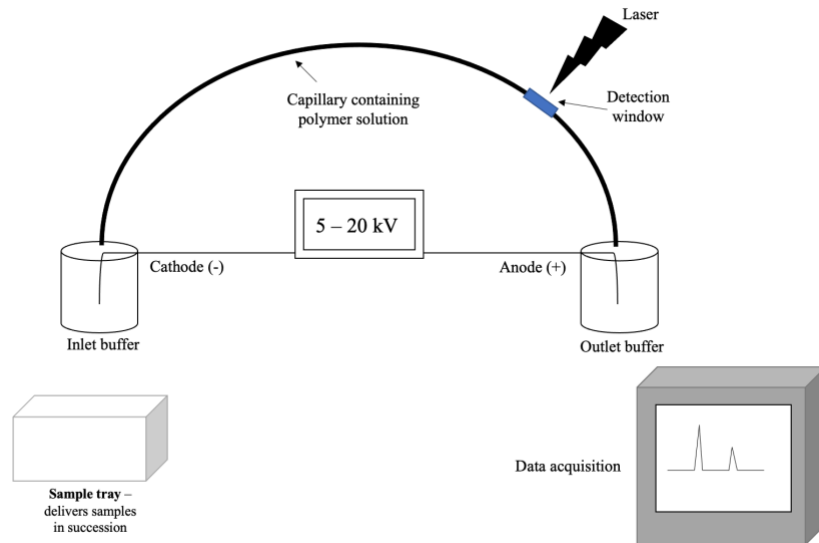 Laser
Capillary containing
polymer solution
Detection
window
5 – 20 kV
Cathode (-)
Anode (+)
Inlet buffer
Outlet buffer
Sample tray –
delivers samples
in succession
Data acquisition